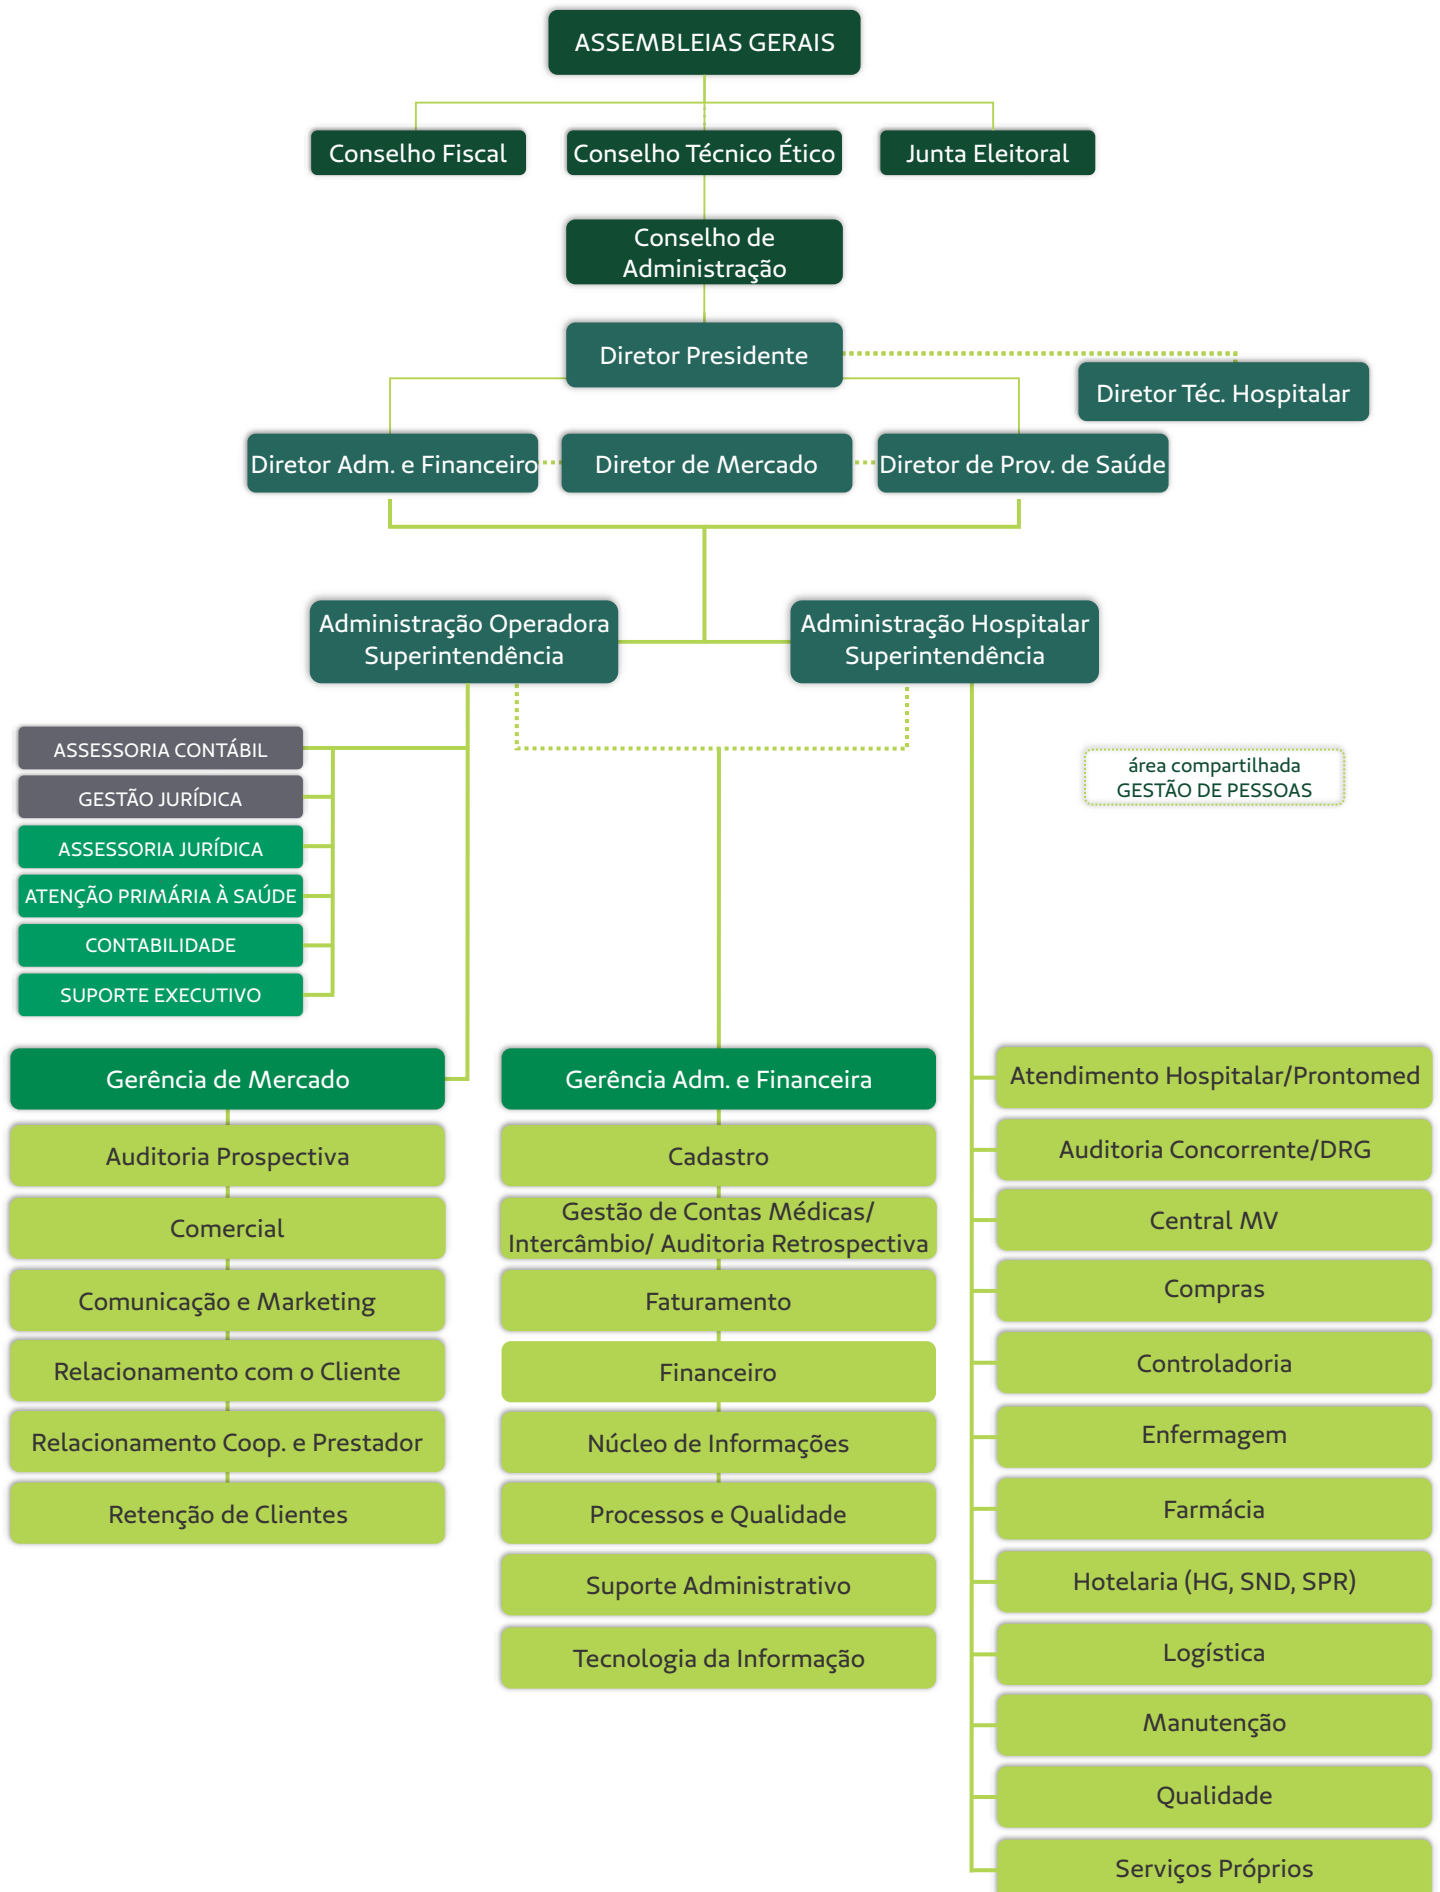 ASSEMBLEIAS GERAIS
Conselho Fiscal
Conselho Técnico Ético
Junta Eleitoral
Conselho de
Administração
Diretor Presidente
Diretor Téc. Hospitalar
Diretor Adm. e Financeiro
Diretor de Mercado
Diretor de Prov. de Saúde
Administração Operadora
Superintendência
Administração Hospitalar
Superintendência
ASSESSORIA CONTÁBIL
GESTÃO JURÍDICA
ASSESSORIA JURÍDICA
ATENÇÃO PRIMÁRIA À SAÚDE
CONTABILIDADE
SUPORTE EXECUTIVO
área compartilhada
GESTÃO DE PESSOAS
Gerência de Mercado
Auditoria Prospectiva
Comercial
Comunicação e Marketing
Relacionamento com o Cliente
Relacionamento Coop. e Prestador
Retenção de Clientes
Gerência Adm. e Financeira
Cadastro
Gestão de Contas Médicas/
Intercâmbio/ Auditoria Retrospectiva
Faturamento
Financeiro
Núcleo de Informações
Processos e Qualidade
Suporte Administrativo
Tecnologia da Informação
Atendimento Hospitalar/Prontomed
Auditoria Concorrente/DRG
Central MV
Compras
Controladoria
Enfermagem
Farmácia
Hotelaria (HG, SND, SPR)
Logística
Manutenção
Qualidade
Serviços Próprios